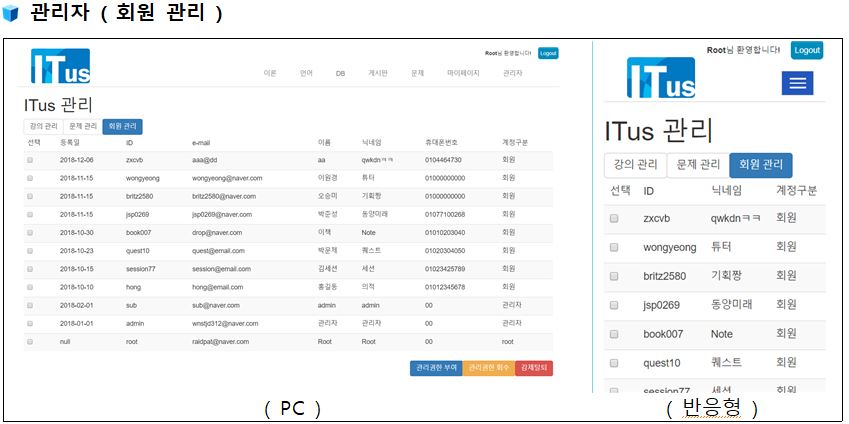 관리자 ( 회원 관리 )
Root님 환영합니다! Logout
ITus
이론 언어 DB 게시판 문제 마이페이지 관리자
ITus 관리
강의 관리 문제 관리 회원 관리
선택 등록일 ID e-mail 이름 닉네임 휴대폰번호 계정구분
2018-12-06 zxcvb aaa@dd aa qwkdnㅋㅋ 0104464730 회원
2018-11-15 wongyeong wongyeong@naver.com 이원경 튜터 01000000000 회원
2018-11-15 britz2580 britz2580@naver.com 오승미 기획짱 01000000000 회원
2018-11-15 jsp0269 jsp0269@naver.com 박준성 동양미래 01077100268 회원
2018-10-30 book007 drop@naver.com 이책 Note 01010203040 회원
2018-10-23 quest10 quest@email.com 박문제 퀘스트 01020304050 회원
2018-10-15 session77 session@email.com 김세션 세션 01023425789 회원
2018-10-10 hong hong@email.com 홍길동 의적 01012345678 회원
2018-02-01 sub sub@naver.com admin admin 00 관리자
2018-01-01 admin wnstjd312@naver.com 관리자 관리자 00 관리자
null root raidpat@naver.com Root Root 00 root
관리권한 부여 관리권한 회수 강제탈퇴
( PC )
Root님 환영합니다! Logout
ITus
ITus 관리
강의 관리 문제 관리 회원 관리
선택 ID 닉네임 계정구분
zxcvb qwkdnㅋㅋ 회원
wongyeong 튜터 회원
britz2580 기획짱 회원
jsp0269 동양미래 회원
book007 Note 회원
quest10 퀘스트 회원
session77 세션 회원
( 반응형 )